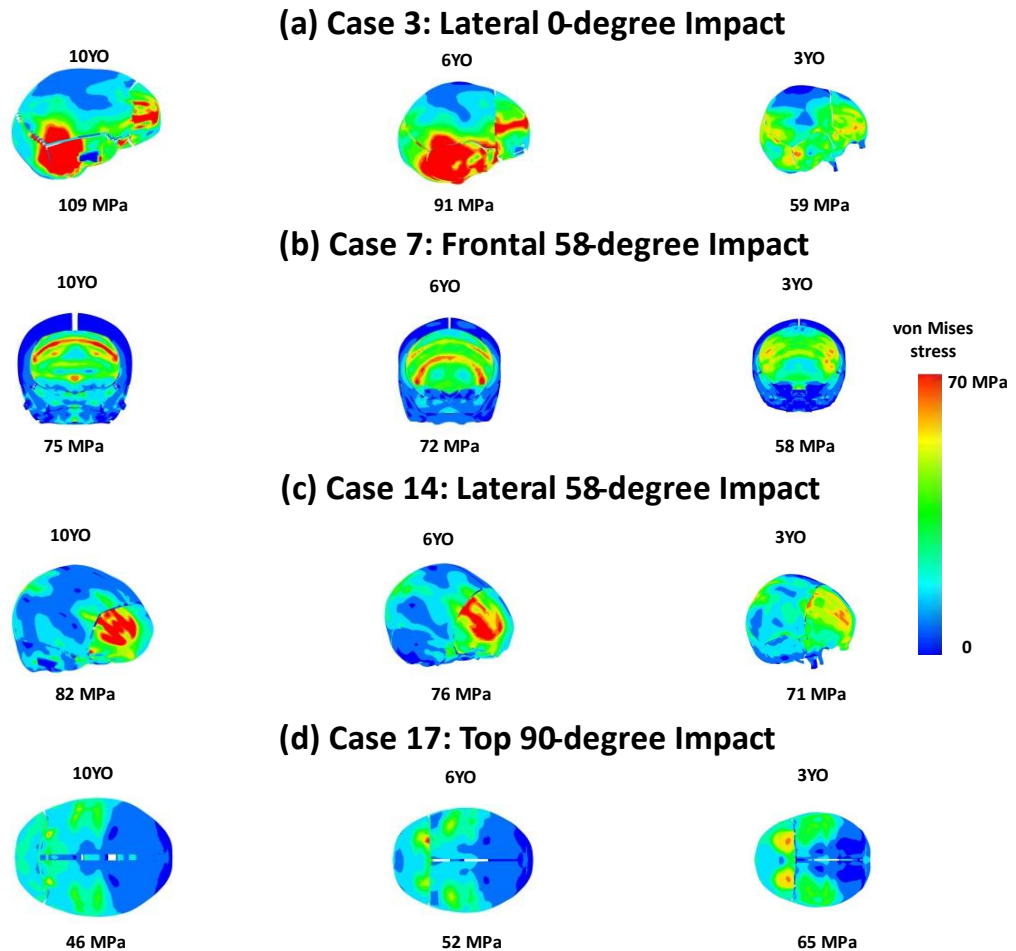 (a) Case 3: Lateral 0-degree Impact
10YO
6YO
3YO
109 MPa
91 MPa
59 MPa
(b) Case 7: Frontal 58-degree Impact
10YO
6YO
3YO
75 MPa
72 MPa
58 MPa
von Mises
stress
70 MPa
0
(c) Case 14: Lateral 58-degree Impact
10YO
6YO
3YO
82 MPa
76 MPa
71 MPa
(d) Case 17: Top 90-degree Impact
10YO
6YO
3YO
46 MPa
52 MPa
65 MPa